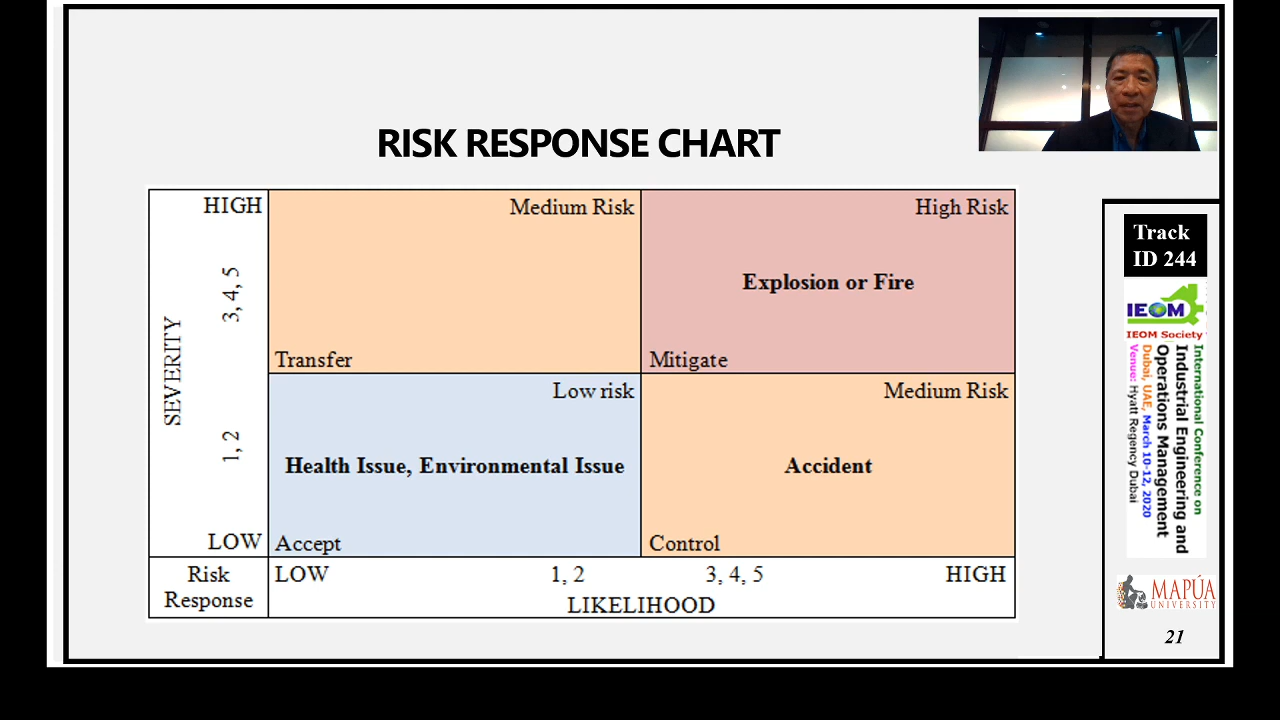 RISK RESPONSE CHART
HIGH
Medium Risk
High Risk
3, 4, 5
Explosion or Fire
SEVERITY
Transfer
Mitigate
Low risk
Medium Risk
1, 2
Health Issue, Environmental Issue
Accident
LOW
Accept
Control
Risk
Response
LOW 1, 2 3, 4, 5 HIGH
LIKELIHOOD
Track
ID 244
IEOM
IEOM Society
International Conference on
Industrial Engineering and
Operations Management
Dubai, UAE, March 10-12, 2020
Venue: Hyatt Regency Dubai
MAPÚA
UNIVERSITY
21